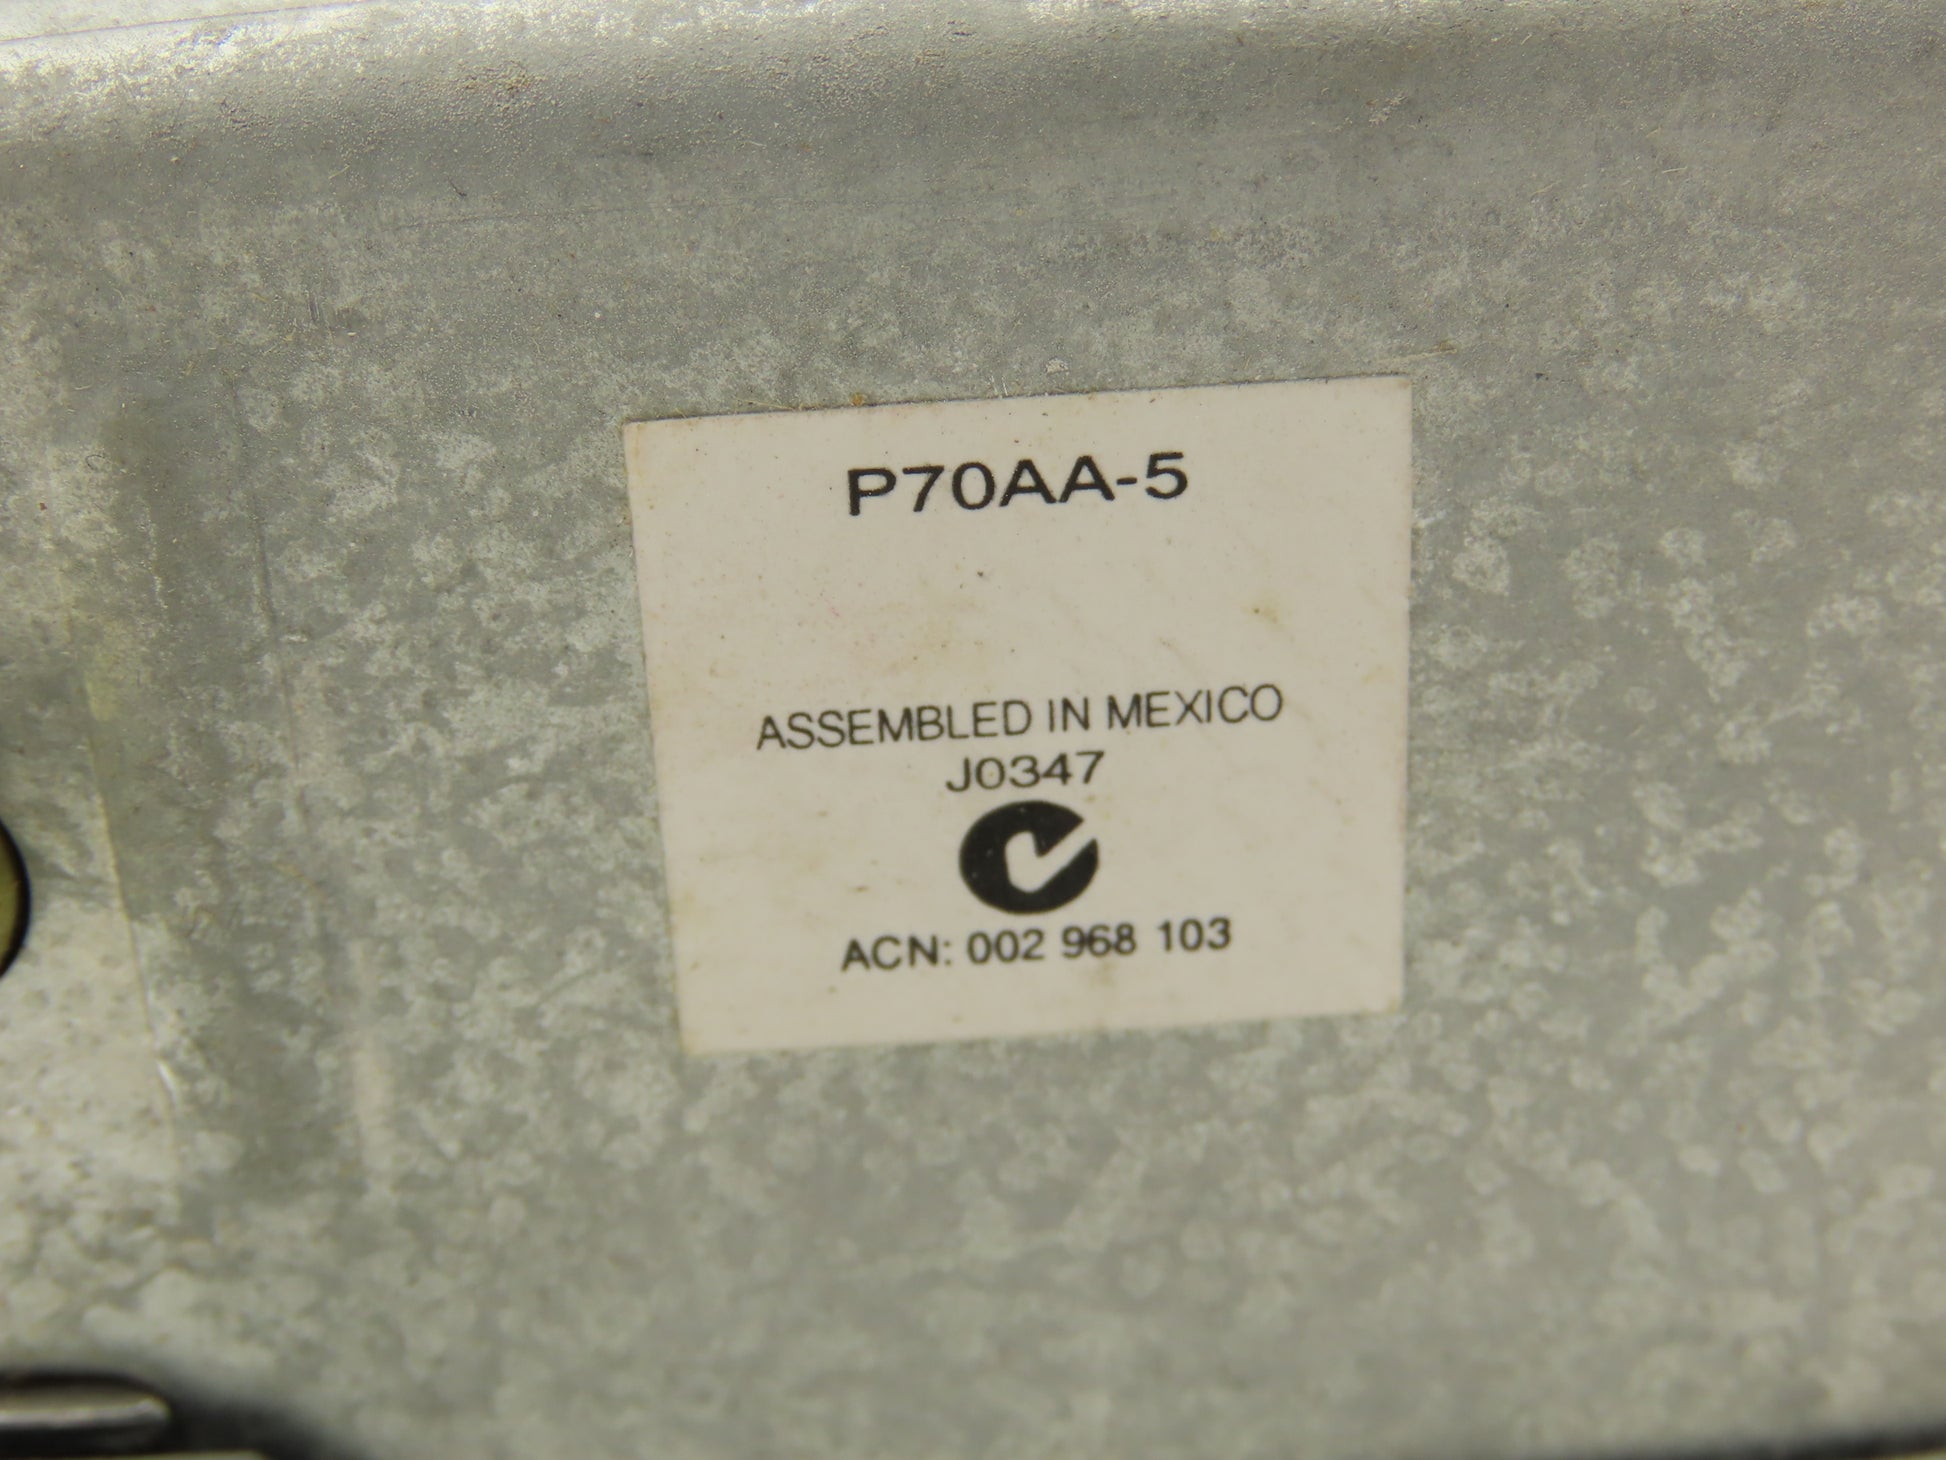 P70AA-5
ASSEMBLED IN MEXICO
J0347
ACN: 002 968 103